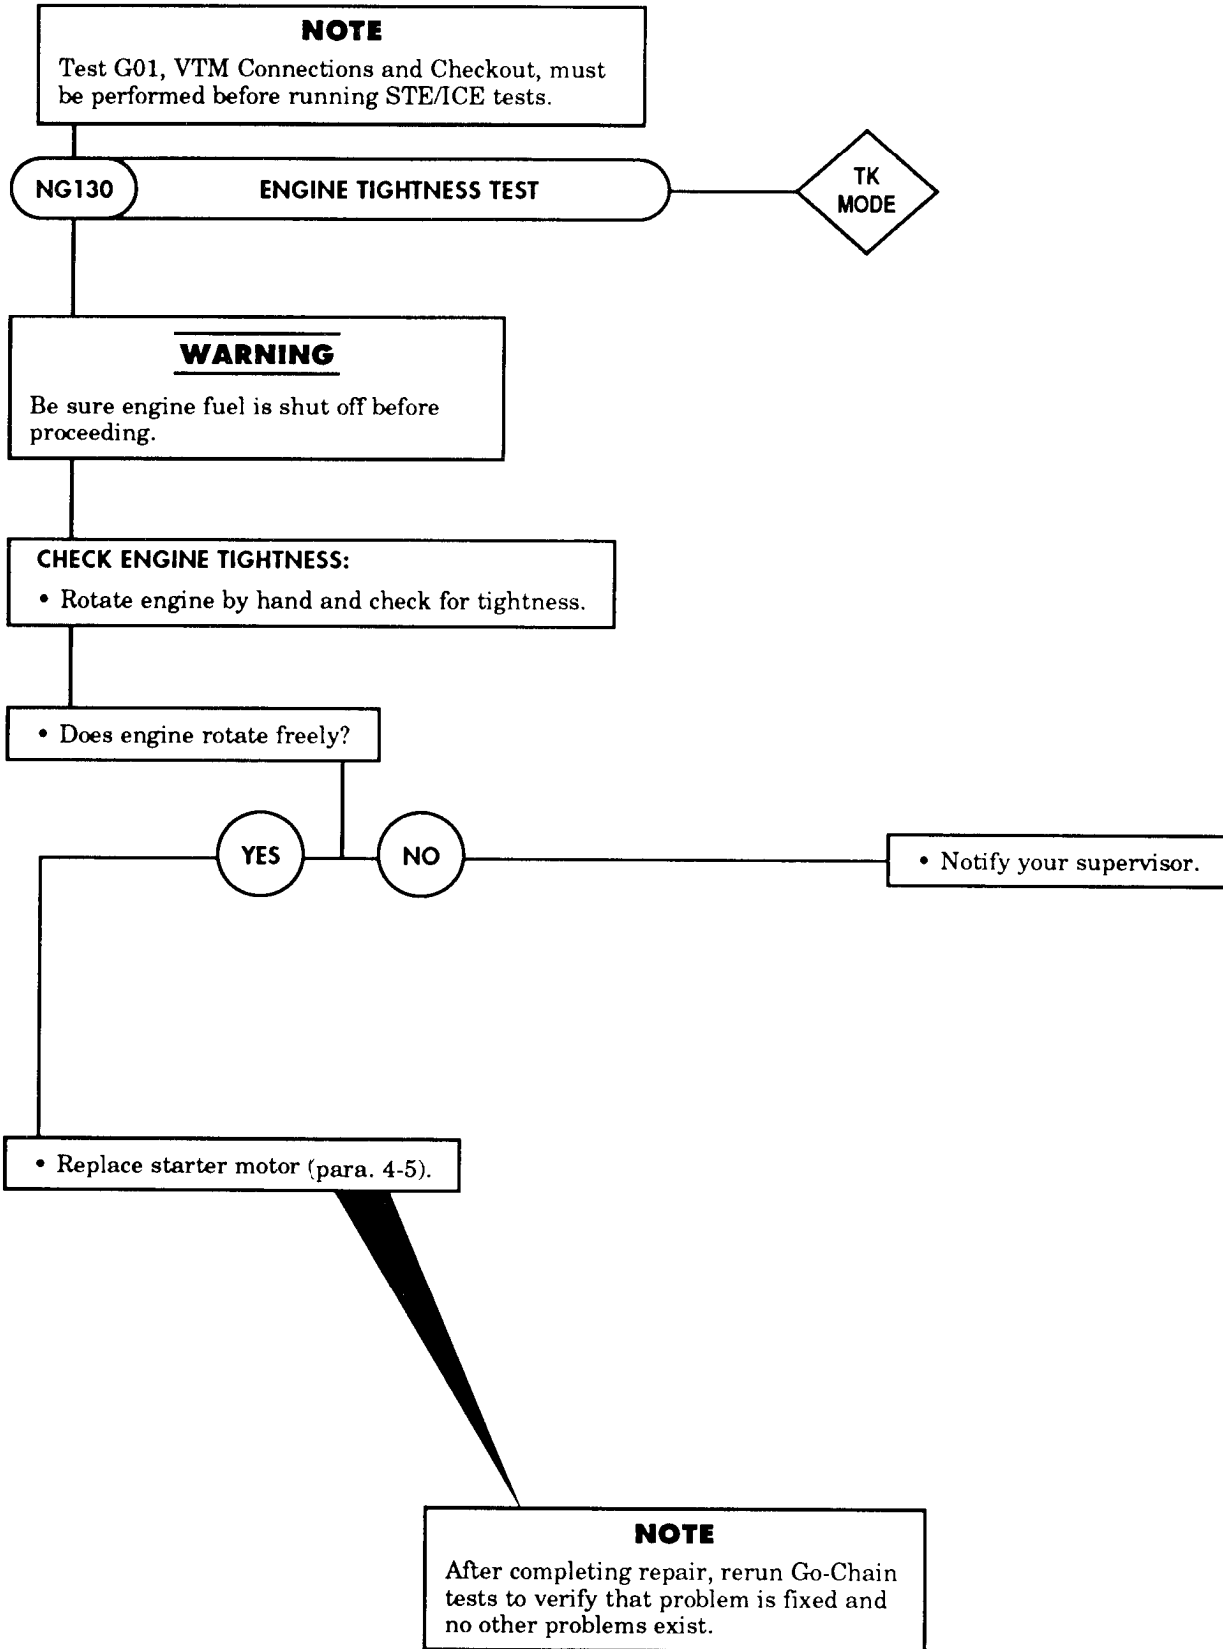 NOTE
Test G01, VTM Connections and Checkout, must
be performed before running STE/ICE tests.
NG130
ENGINE TIGHTNESS TEST
TK
MODE
WARNING
Be sure engine fuel is shut off before
proceeding.
CHECK ENGINE TIGHTNESS:
• Rotate engine by hand and check for tightness.
• Does engine rotate freely?
YES
NO
• Notify your supervisor.
• Replace starter motor (para. 4-5).
NOTE
After completing repair, rerun Go-Chain
tests to verify that problem is fixed and
no other problems exist.